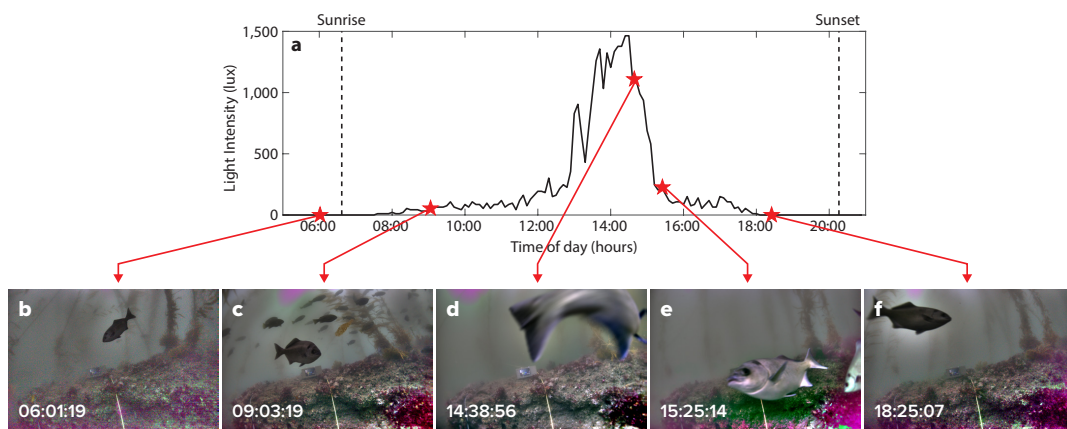 Sunrise Sunset
1,500
a
1,000
500
0
Light Intensity (lux)
06:00 08:00 10:00 12:00 14:00 16:00 18:00 20:00
Time of day (hours)
b c d e f
06:01:19 09:03:19 14:38:56 15:25:14 18:25:07